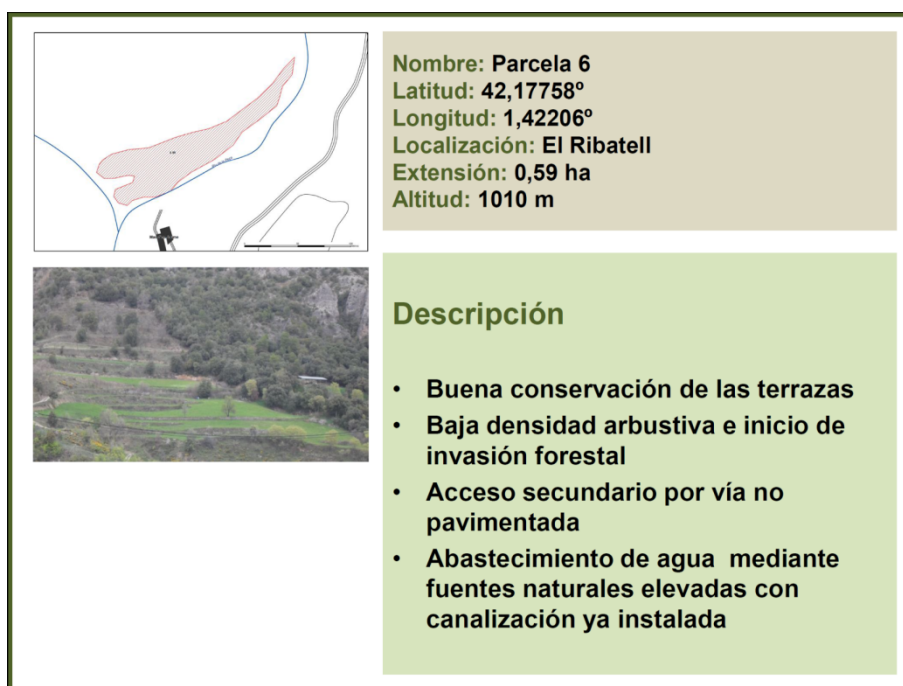 Nombre: Parcela 6
Latitud: 42,17758º
Longitud: 1,42206º
Localización: El Ribatell
Extensión: 0,59 ha
Altitud: 1010 m
Descripción
• Buena conservación de las terrazas
• Baja densidad arbustiva e inicio de
invasión forestal
• Acceso secundario por vía no
pavimentada
• Abastecimiento de agua mediante
fuentes naturales elevadas con
canalización ya instalada